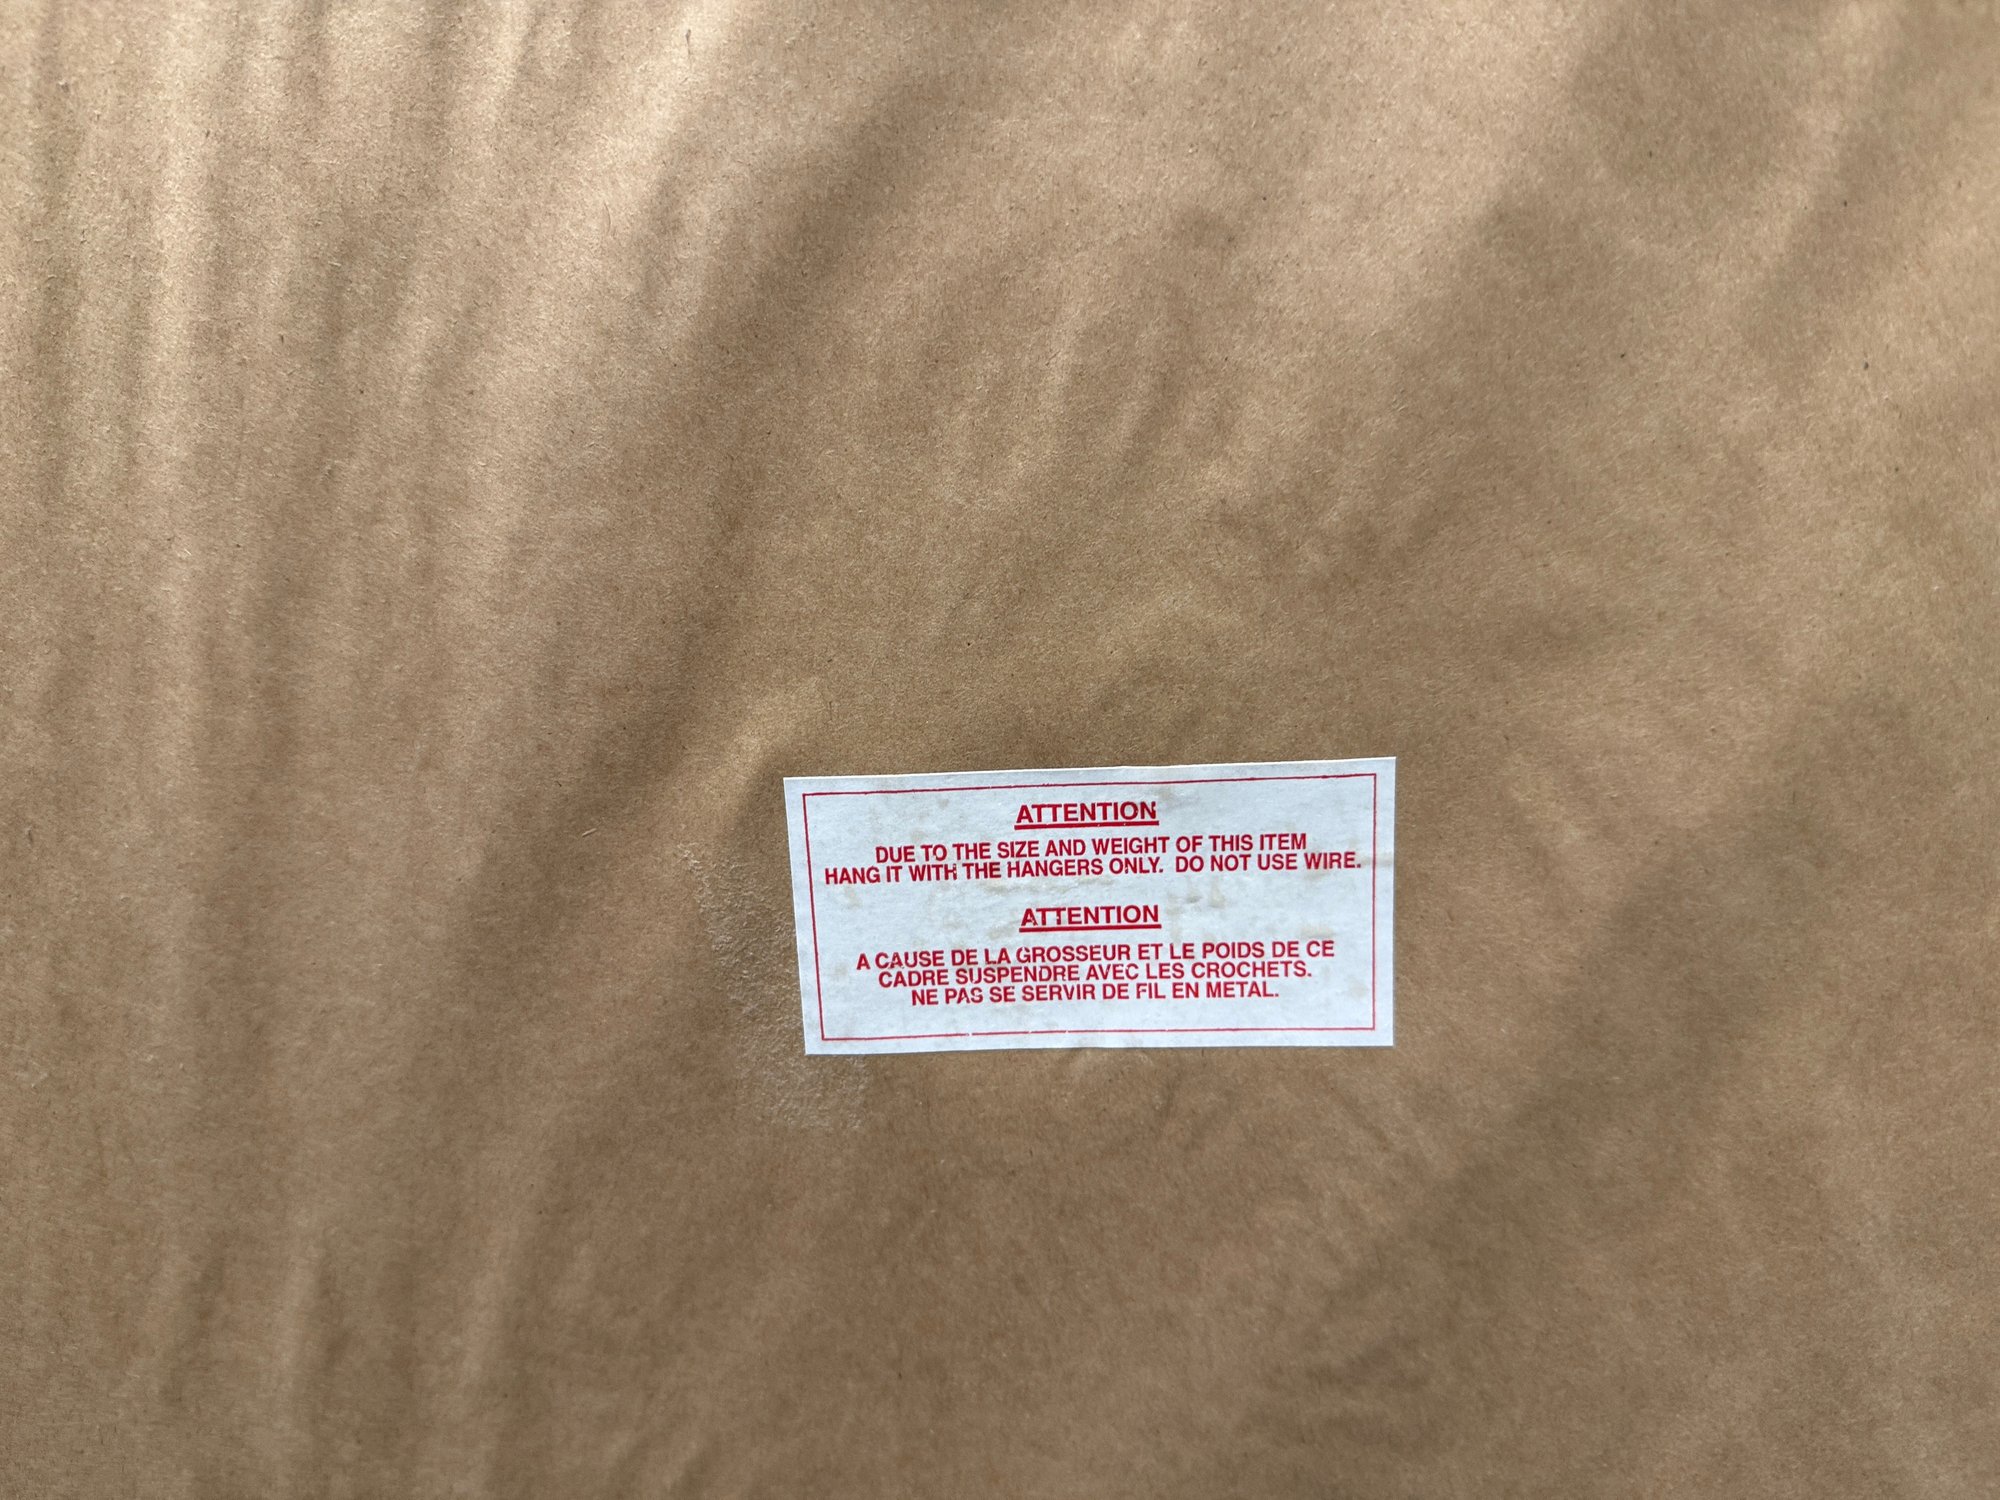 ATTENTION
DUE TO THE SIZE AND WEIGHT OF THIS ITEM
HANG IT WITH THE HANGERS ONLY. DO NOT USE WIRE.
ATTENTION
A CAUSE DE LA GROSSEUR ET LE POIDS DE CE
CADRE SUSPENDRE AVEC LES CROCHETS.
NE PAS SE SERVIR DE FIL EN METAL.